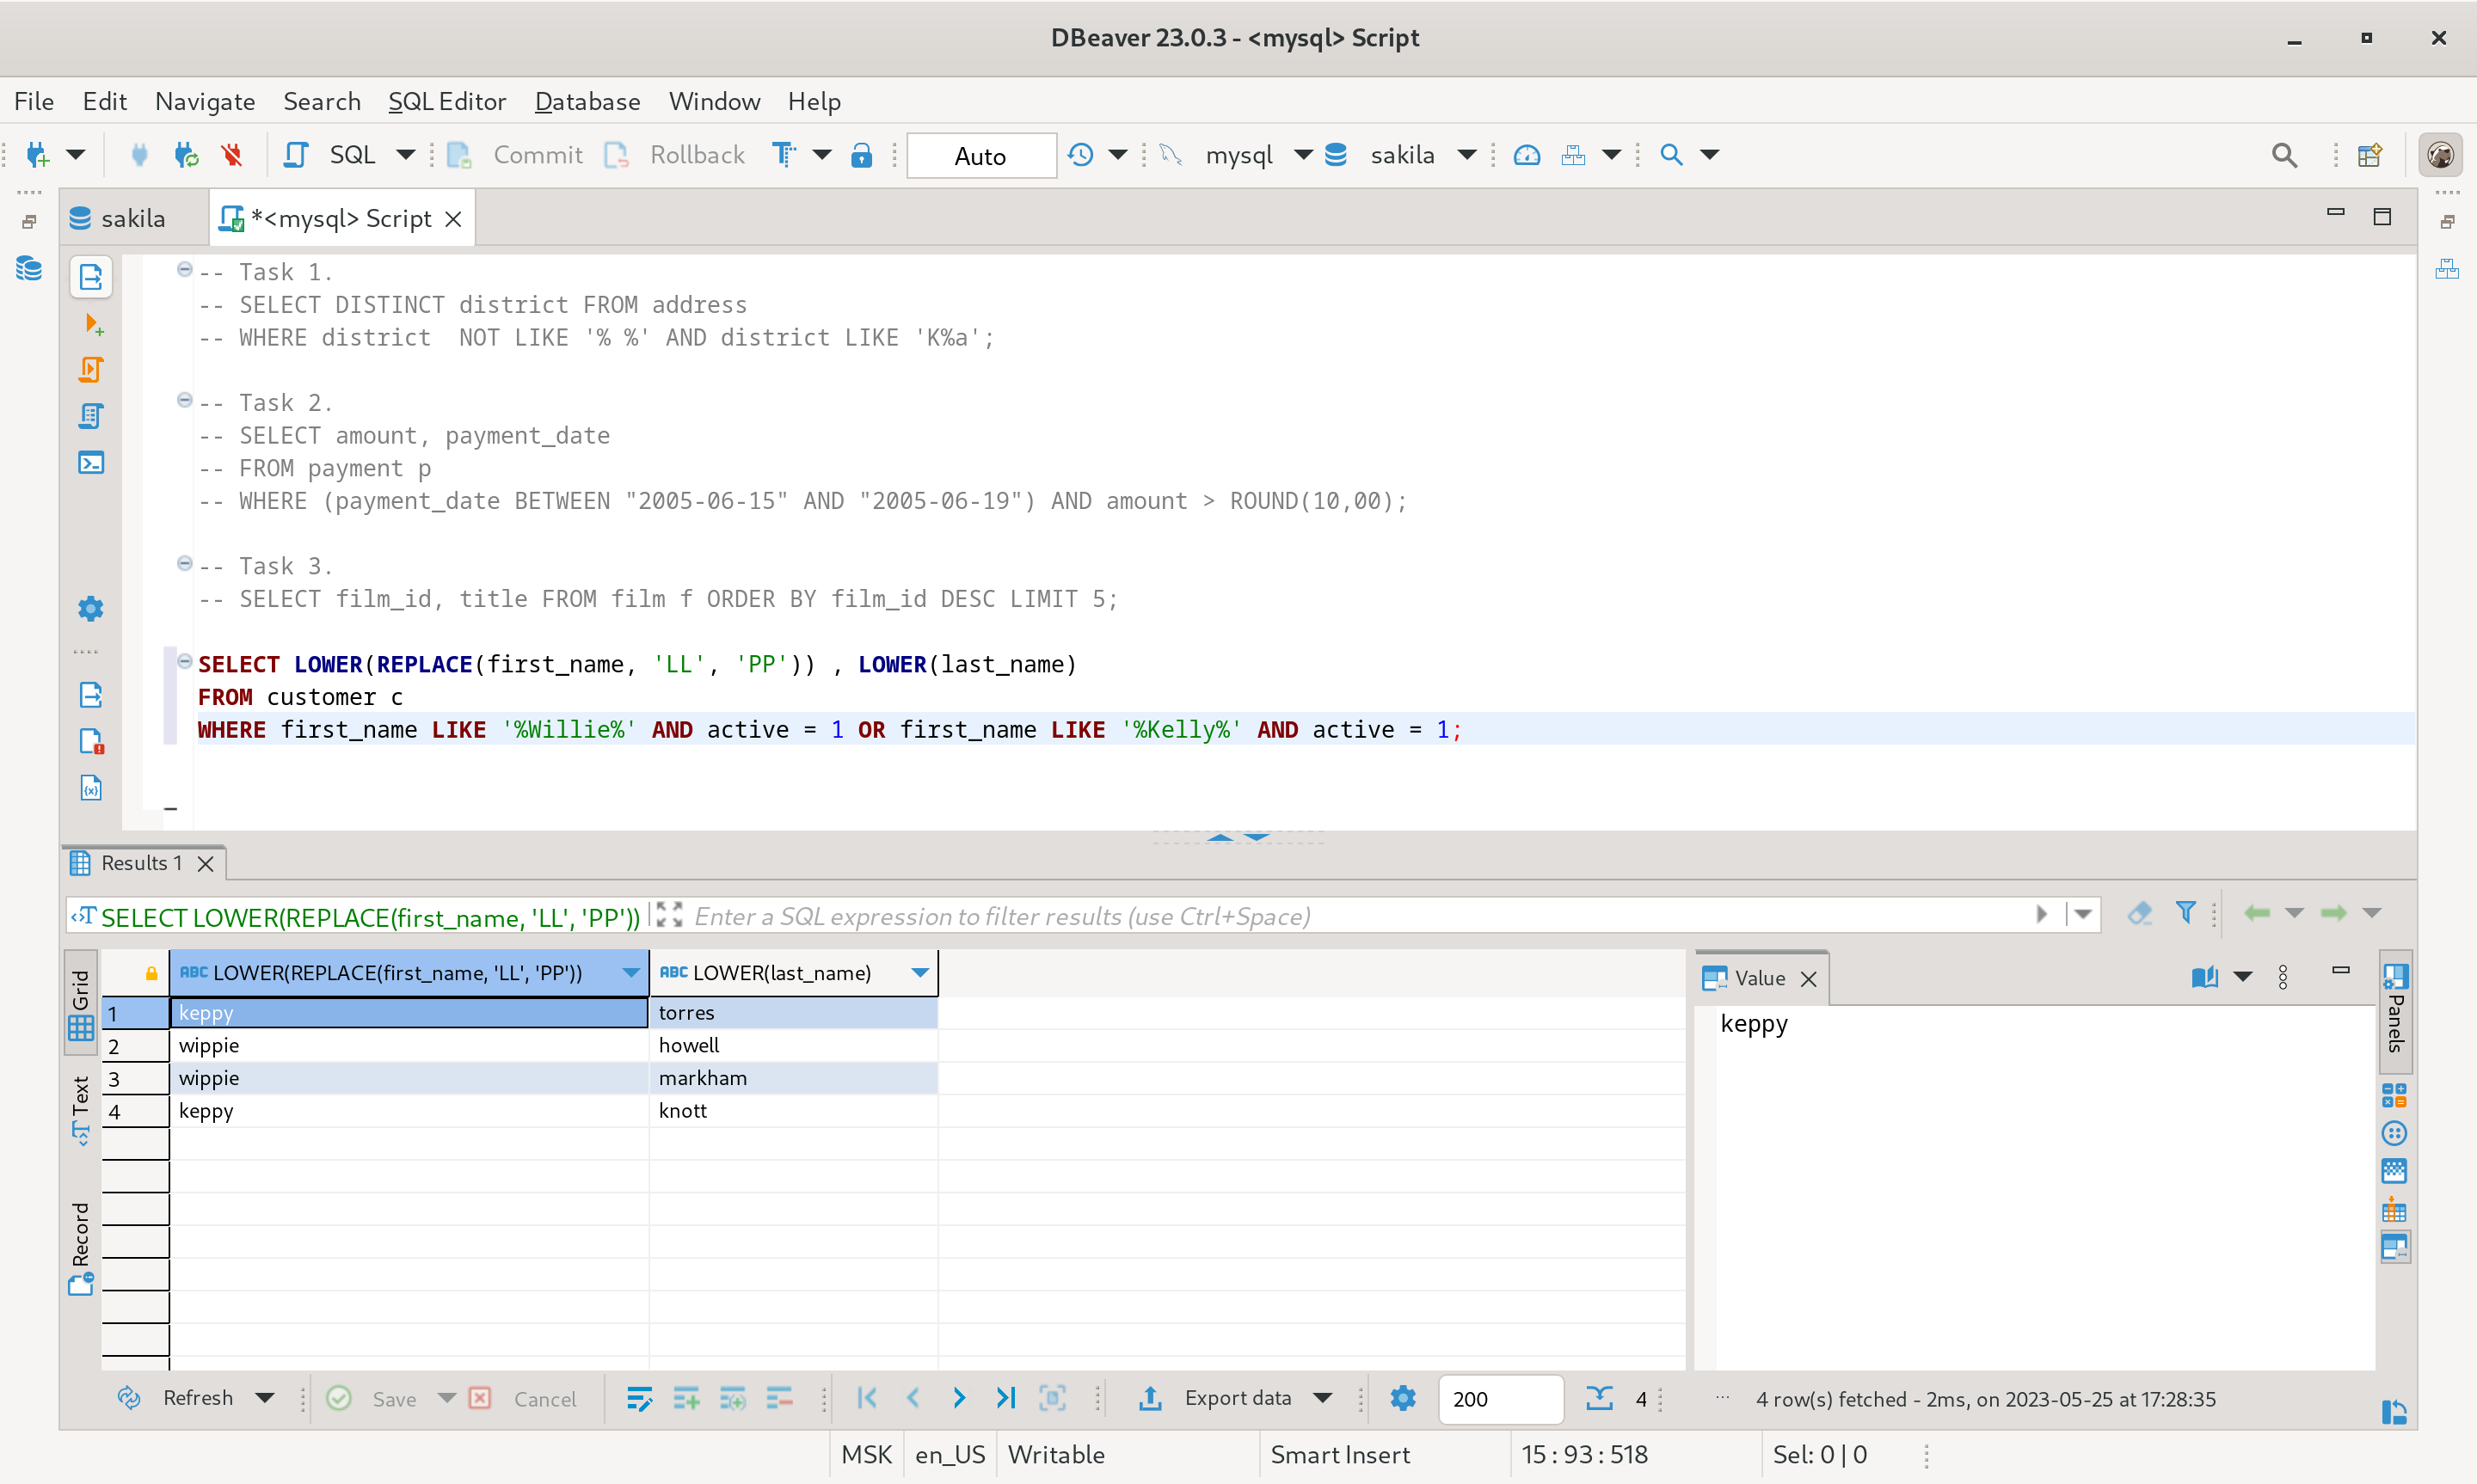 DBeaver 23.0.3 - <mysql> Script
File Edit Navigate Search SQL Editor Database Window Help
SQL Commit Rollback Auto mysql sakila
sakila *<mysql> Script
-- Task 1.
-- SELECT DISTINCT district FROM address
-- WHERE district  NOT LIKE '% %' AND district LIKE 'K%a';
-- Task 2.
-- SELECT amount, payment_date
-- FROM payment p
-- WHERE (payment_date BETWEEN "2005-06-15" AND "2005-06-19") AND amount > ROUND(10,00);
-- Task 3.
-- SELECT film_id, title FROM film f ORDER BY film_id DESC LIMIT 5;
SELECT LOWER(REPLACE(first_name, 'LL', 'PP')) , LOWER(last_name)
FROM customer c
WHERE first_name LIKE '%Willie%' AND active = 1 OR first_name LIKE '%Kelly%' AND active = 1;
Results 1
SELECT LOWER(REPLACE(first_name, 'LL', 'PP')) Enter a SQL expression to filter results (use Ctrl+Space)
Grid
Text
Record
ABC LOWER(REPLACE(first_name, 'LL', 'PP')) ABC LOWER(last_name)
1 keppy torres
2 wippie howell
3 wippie markham
4 keppy knott
Value
keppy
Panels
Refresh Save Cancel Export data 200 4 ... 4 row(s) fetched - 2ms, on 2023-05-25 at 17:28:35
MSK en_US Writable Smart Insert 15 : 93 : 518 Sel: 0 | 0